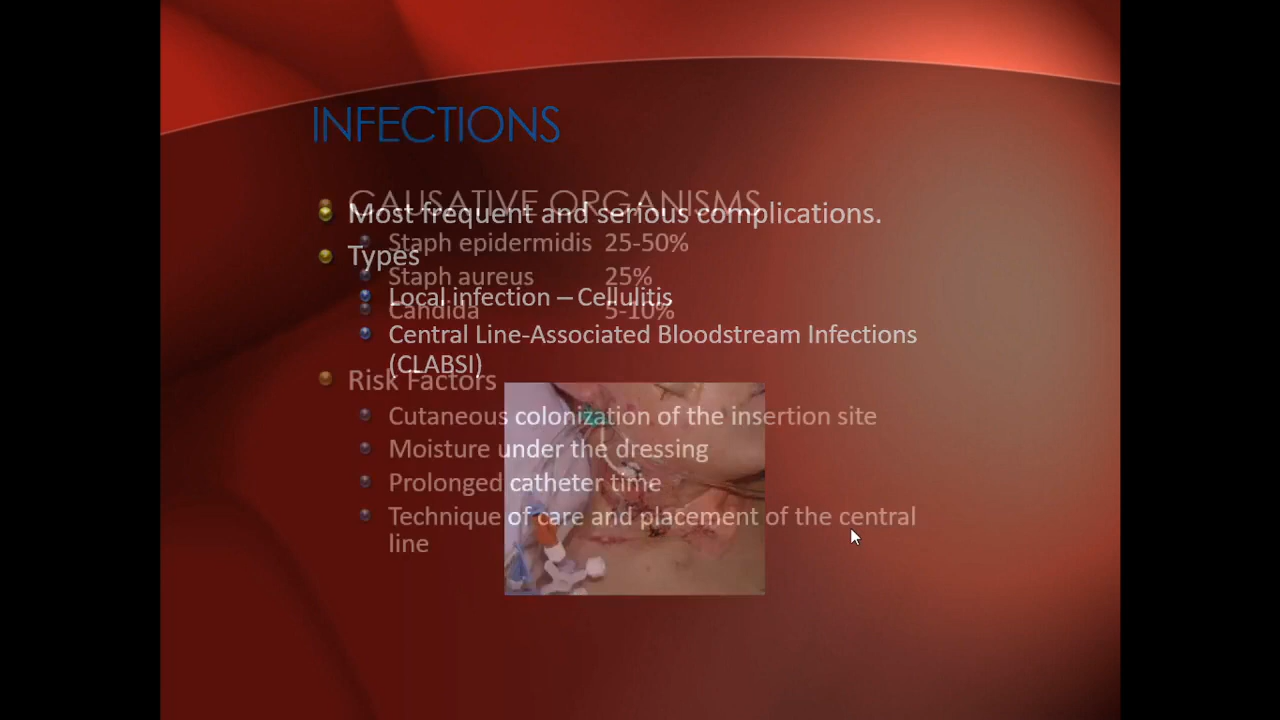 INFECTIONS
Most frequent and serious complications.
Types
Local infection – Cellulitis
Central Line-Associated Bloodstream Infections
(CLABSI)
CAUSATIVE ORGANISMS
Staph epidermidis 25-50%
Staph aureus 25%
Candida 5-10%
Risk Factors
Cutaneous colonization of the insertion site
Moisture under the dressing
Prolonged catheter time
Technique of care and placement of the central
line